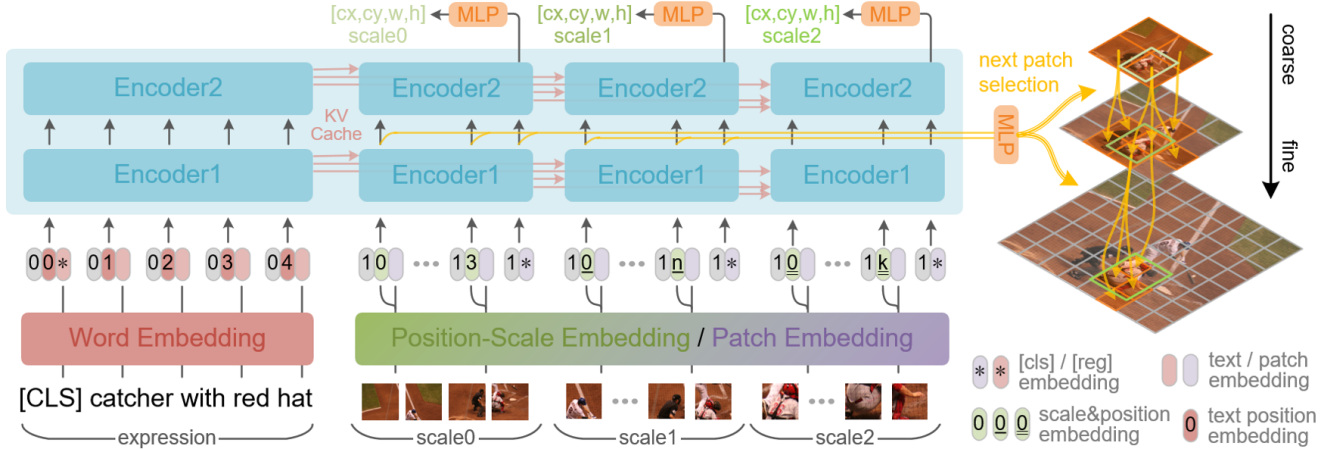 [cx,cy,w,h]
scale0
MLP
[cx,cy,w,h]
scale1
MLP
[cx,cy,w,h]
scale2
MLP
Encoder2
Encoder2
Encoder2
Encoder2
KV
Cache
Encoder1
Encoder1
Encoder1
Encoder1
next patch
selection
MLP
coarse
fine
0 0 *
0 1
0 2
0 3
0 4
1 0 ... 1 3 1 *
1 0 ... 1 n 1 *
1 0 ... 1 k 1 *
Word Embedding
Position-Scale Embedding / Patch Embedding
[CLS] catcher with red hat
expression
scale0
scale1
scale2
* * [cls] / [reg]
embedding
text / patch
embedding
0 0 0 scale&position
embedding
0 text position
embedding